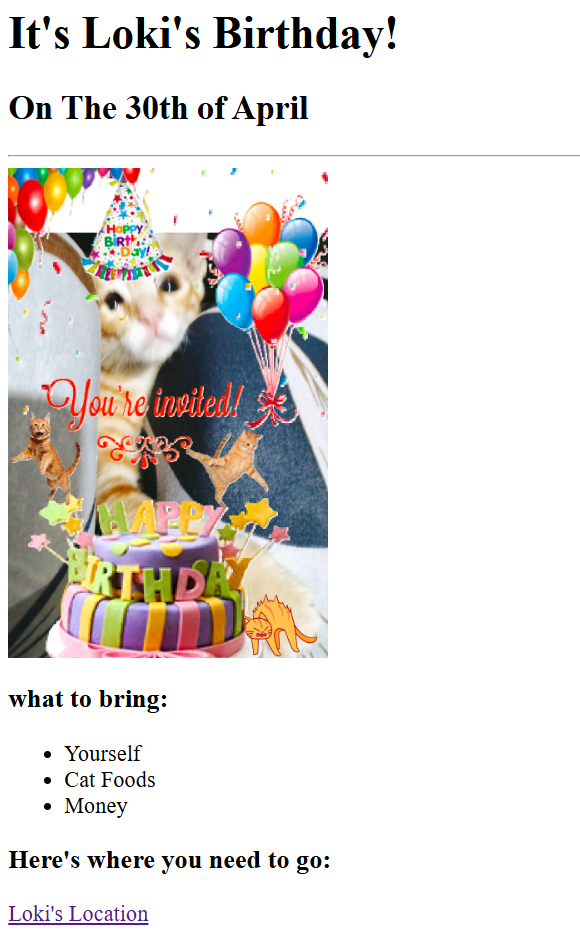 It's Loki's Birthday!
On The 30th of April
HAPPY
BIRTH
DAY!
You're invited!
HAPPY
BIRTHDAY
what to bring:
Yourself
Cat Foods
Money
Here's where you need to go:
Loki's Location